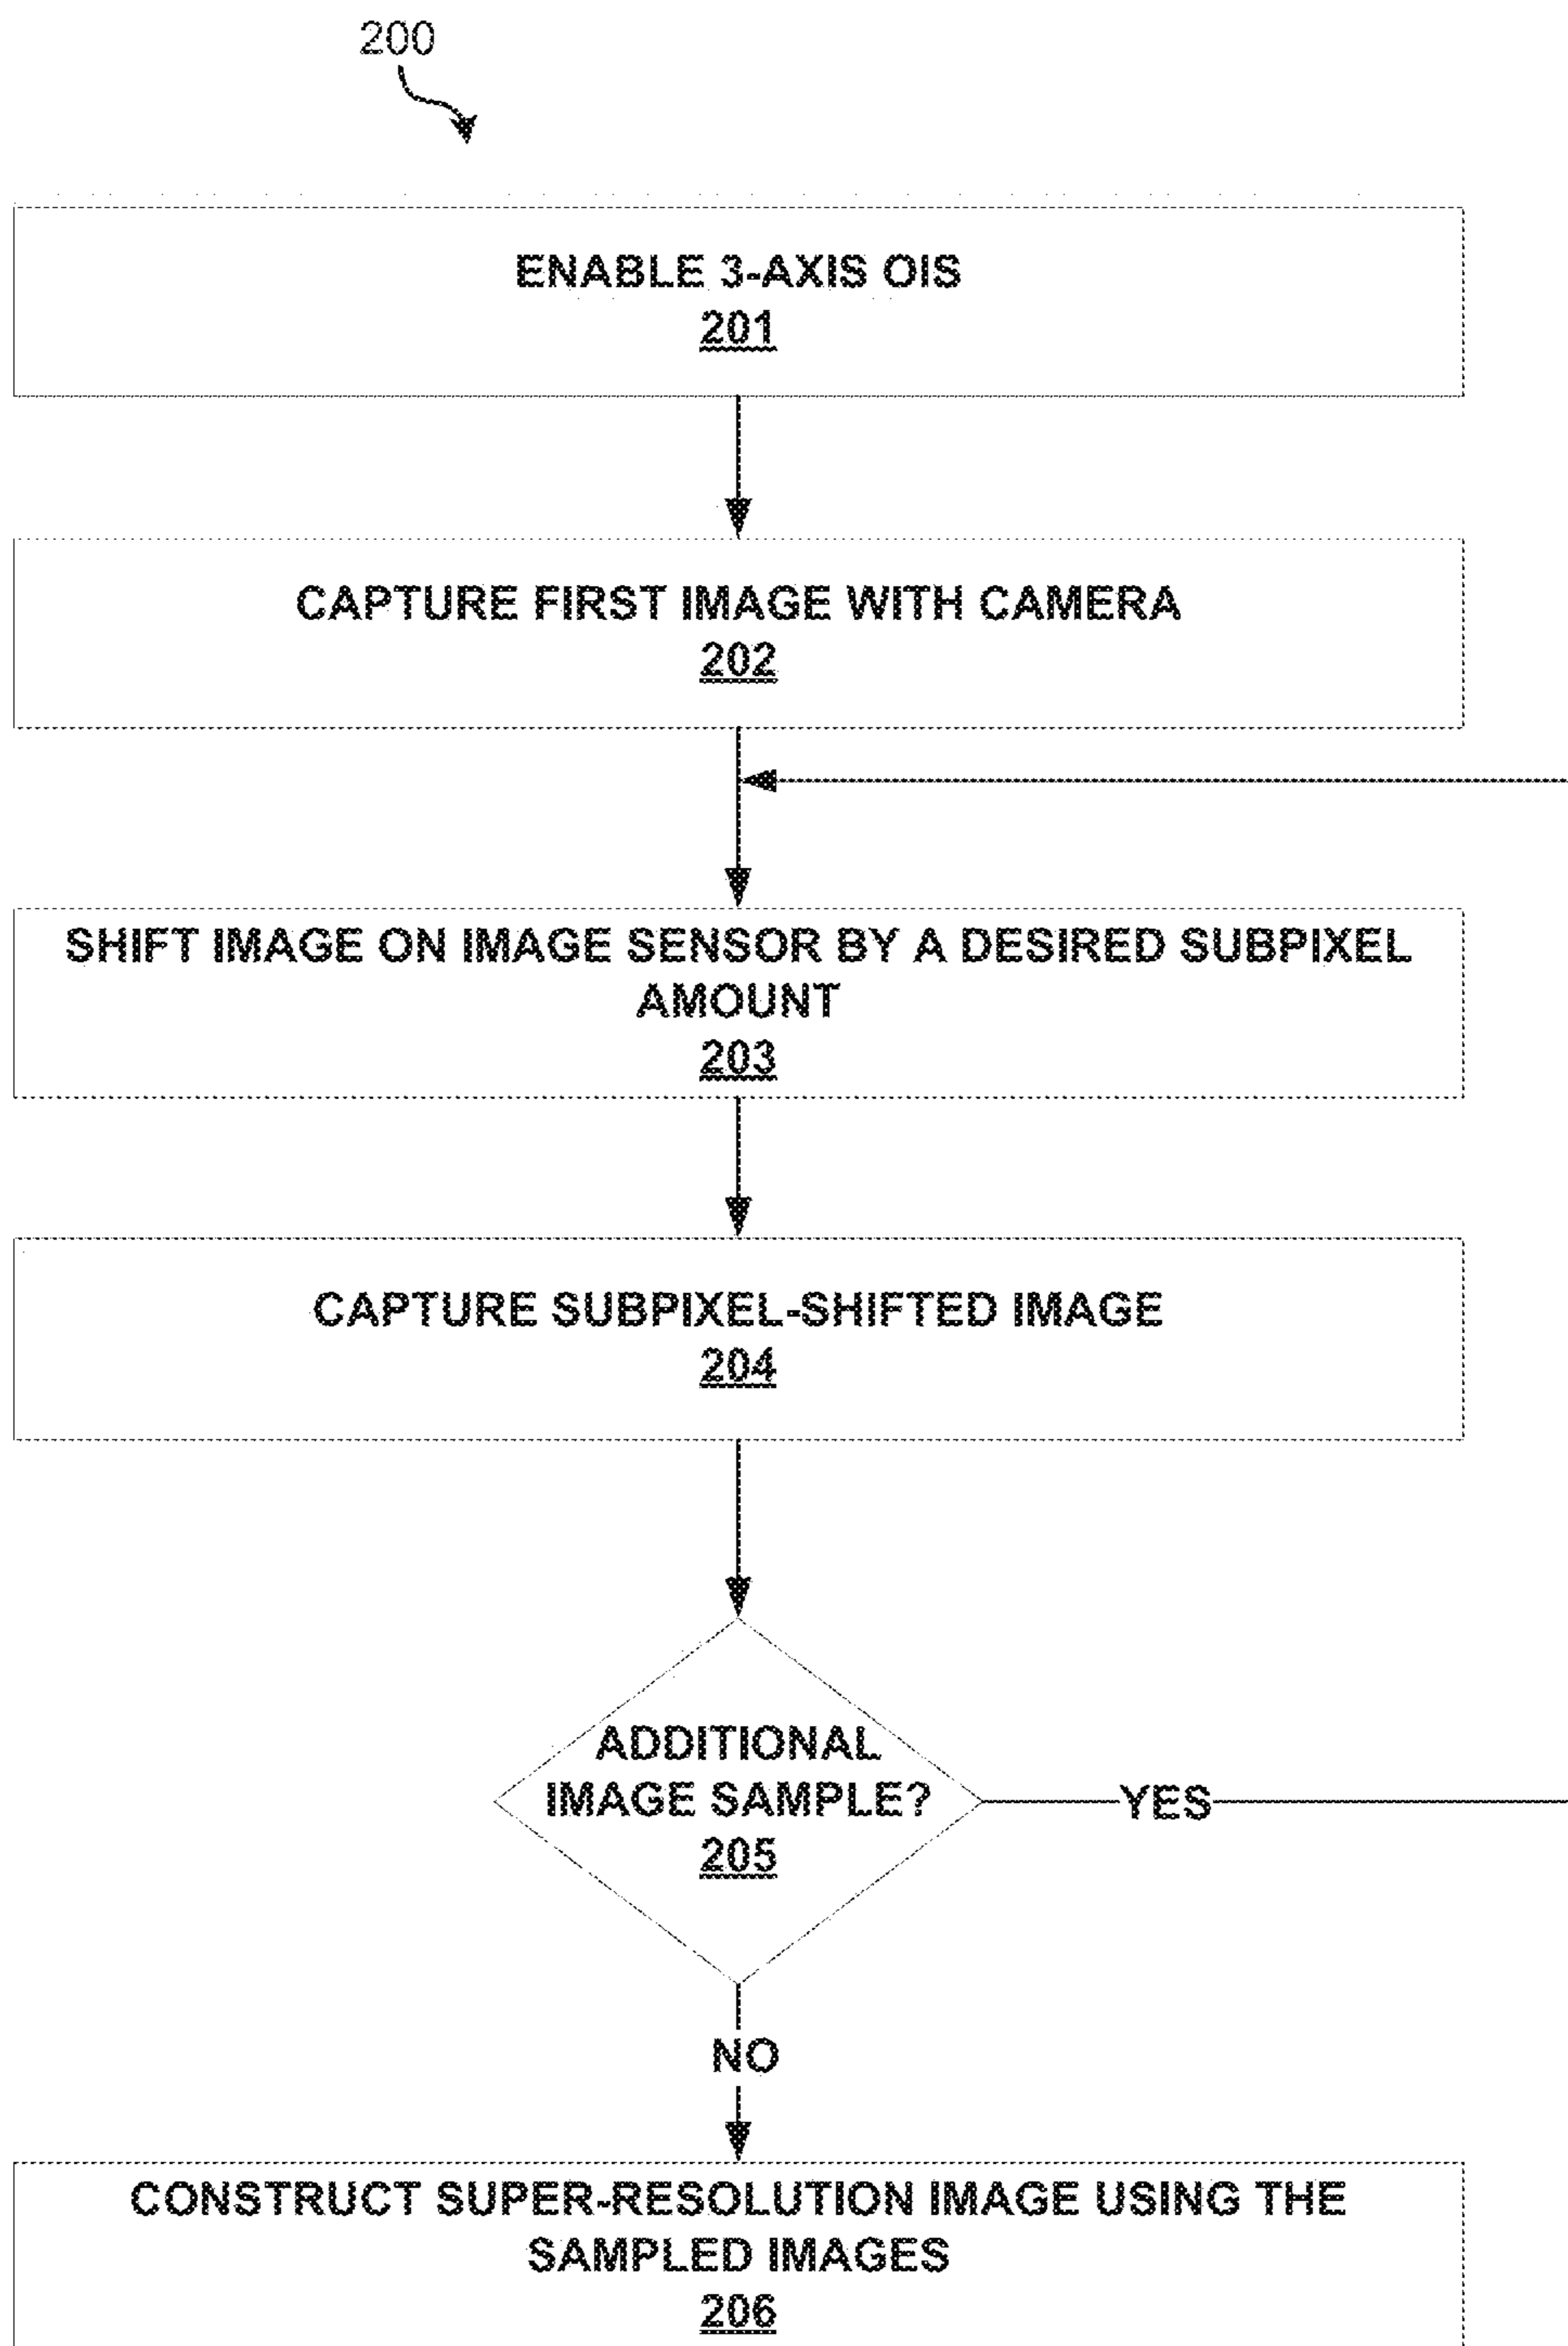 200
ENABLE 3-AXIS OIS
201
CAPTURE FIRST IMAGE WITH CAMERA
202
SHIFT IMAGE ON IMAGE SENSOR BY A DESIRED SUBPIXEL
AMOUNT
203
CAPTURE SUBPIXEL-SHIFTED IMAGE
204
ADDITIONAL
IMAGE SAMPLE?
205
YES
NO
CONSTRUCT SUPER-RESOLUTION IMAGE USING THE
SAMPLED IMAGES
206